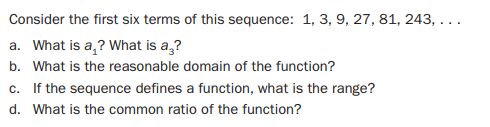 Consider the first six terms of this sequence: 1, 3, 9, 27, 81, 243, . . .
a. What is a₁? What is a₃?
b. What is the reasonable domain of the function?
c. If the sequence defines a function, what is the range?
d. What is the common ratio of the function?